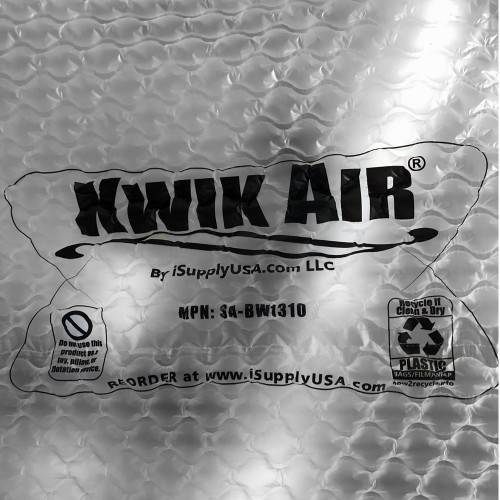 KWIK AIR®
By iSupplyUSA.com LLC
MPN: S4-BW1310
Do not use this
product as a
toy, pillow, or
flotation device.
Recycle If
Clean & Dry
PLASTIC
BAGS/FILM/WRAP
how2recycle.info
REORDER at www.iSupplyUSA.com